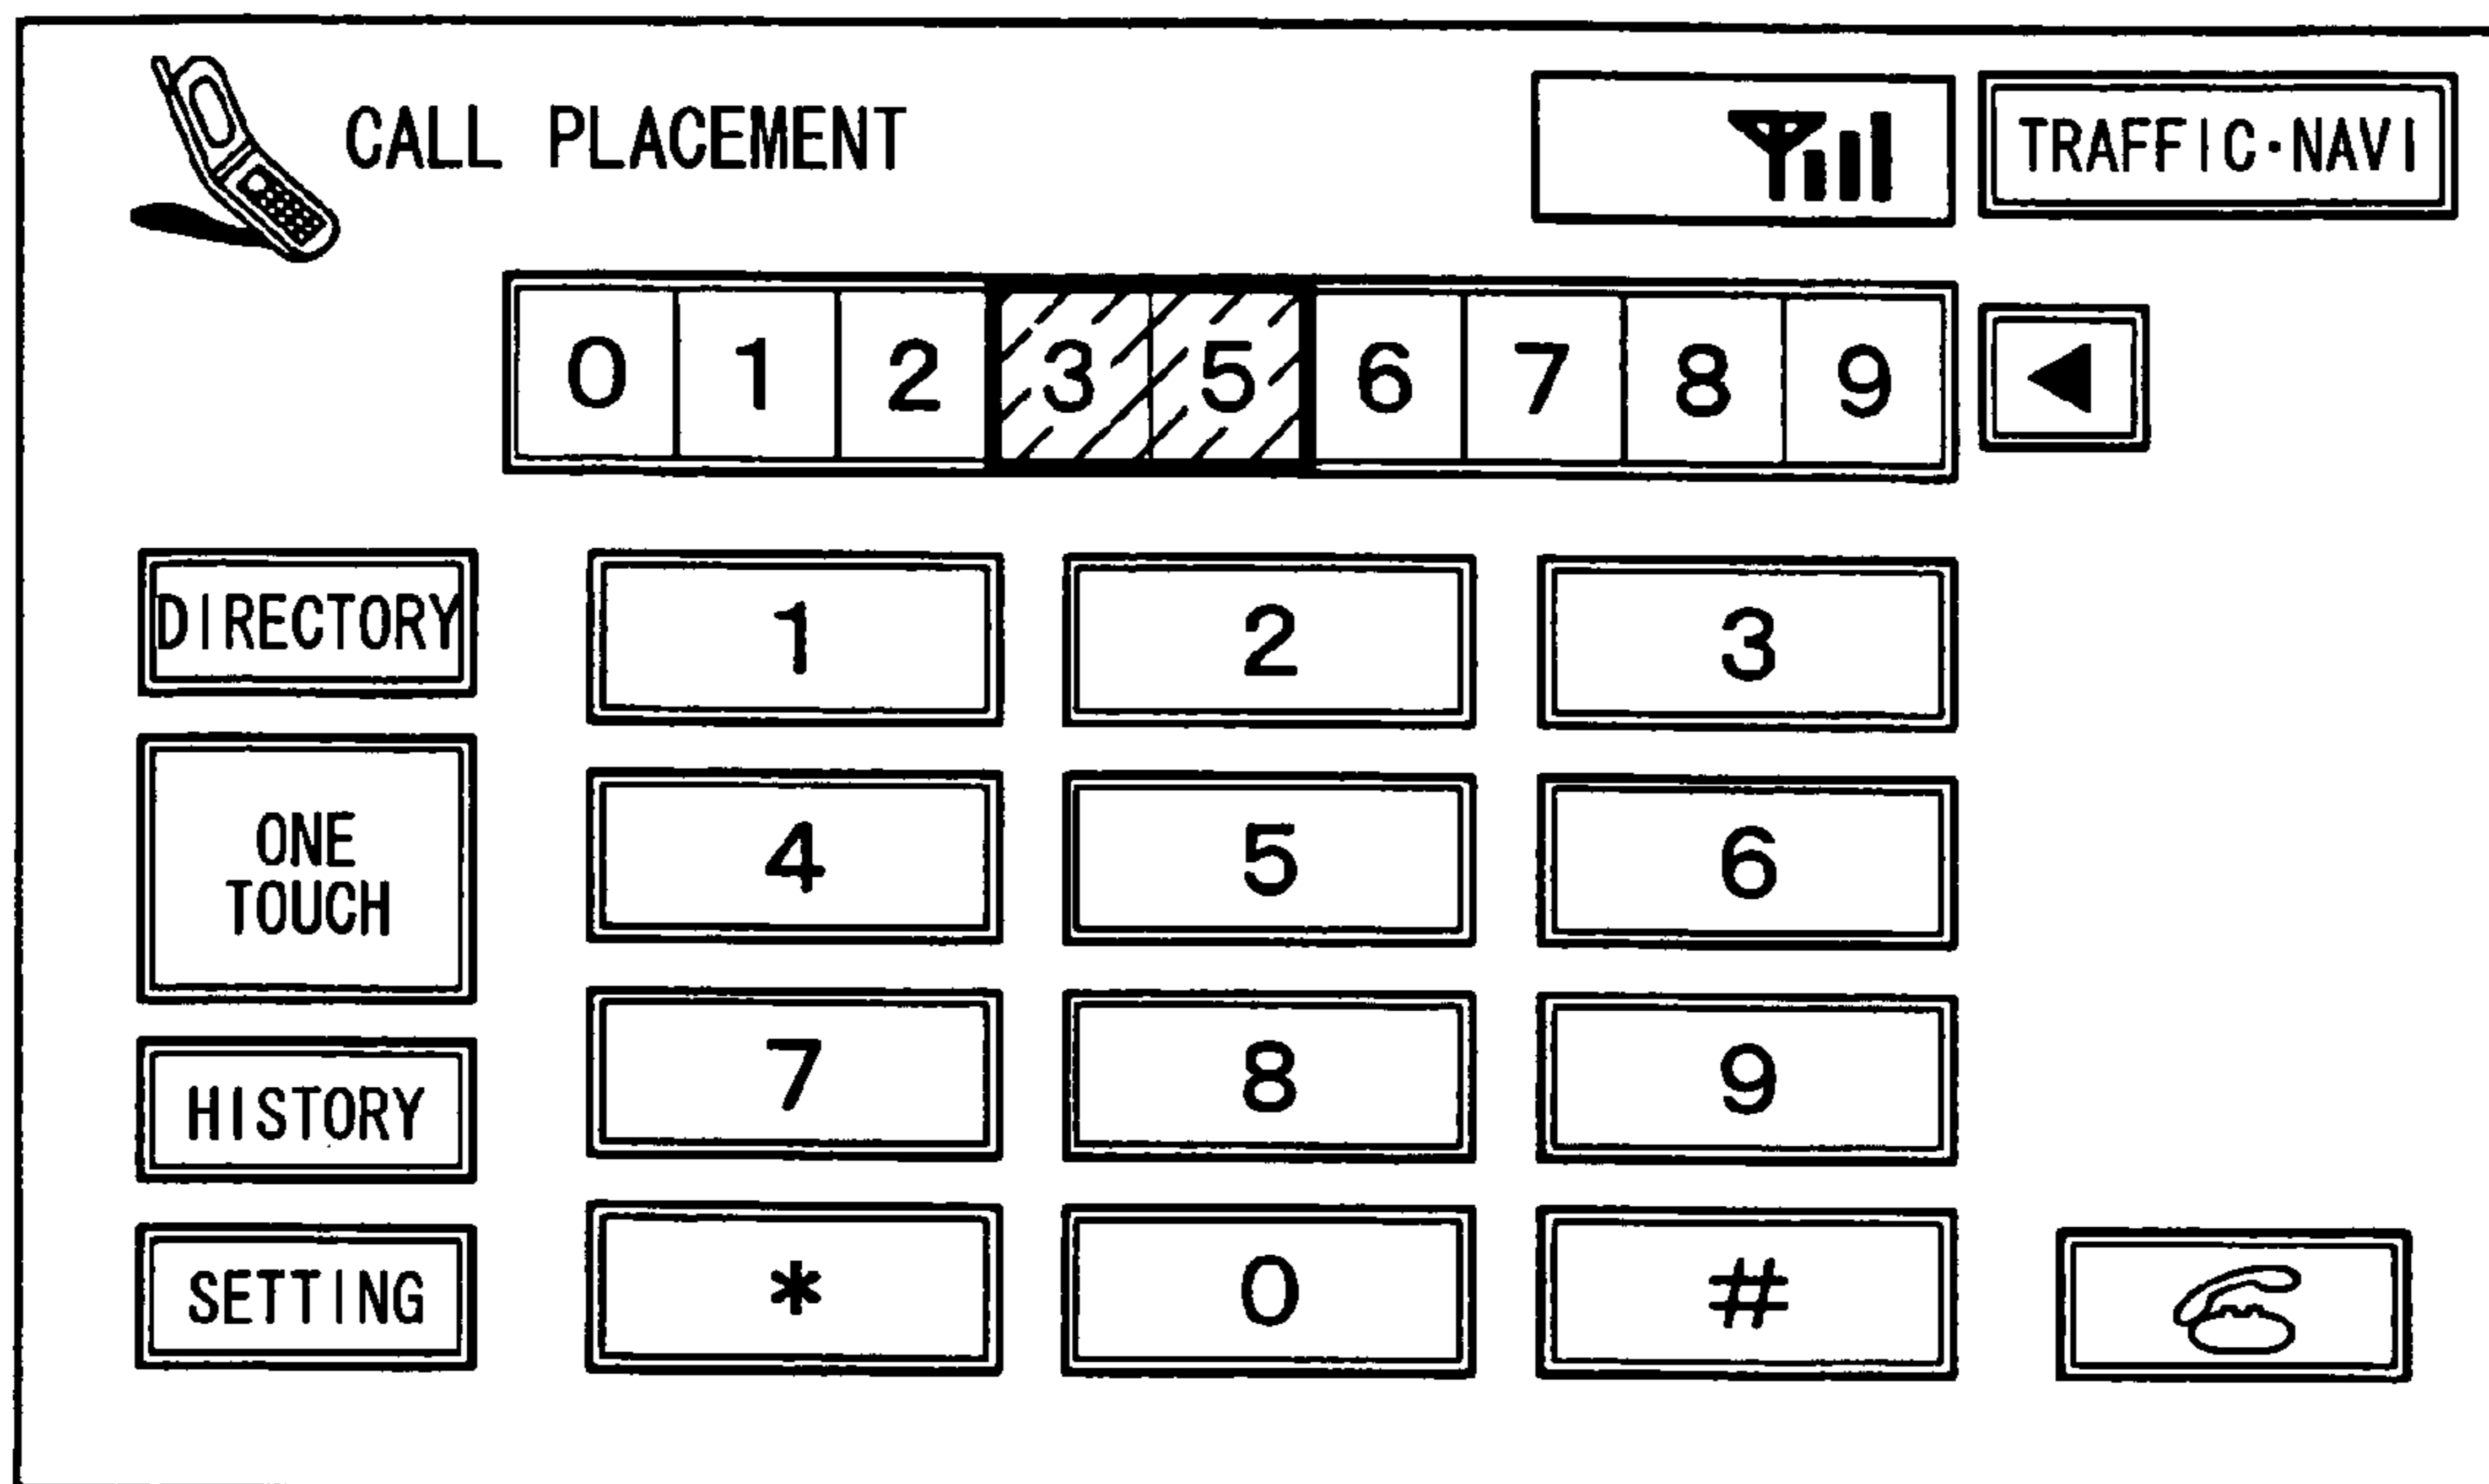 CALL PLACEMENT
TRAFFIC・NAVI
0 1 2 3 5 6 7 8 9
DIRECTORY
1 2 3
ONE
TOUCH
4 5 6
HISTORY
7 8 9
SETTING
* 0 #